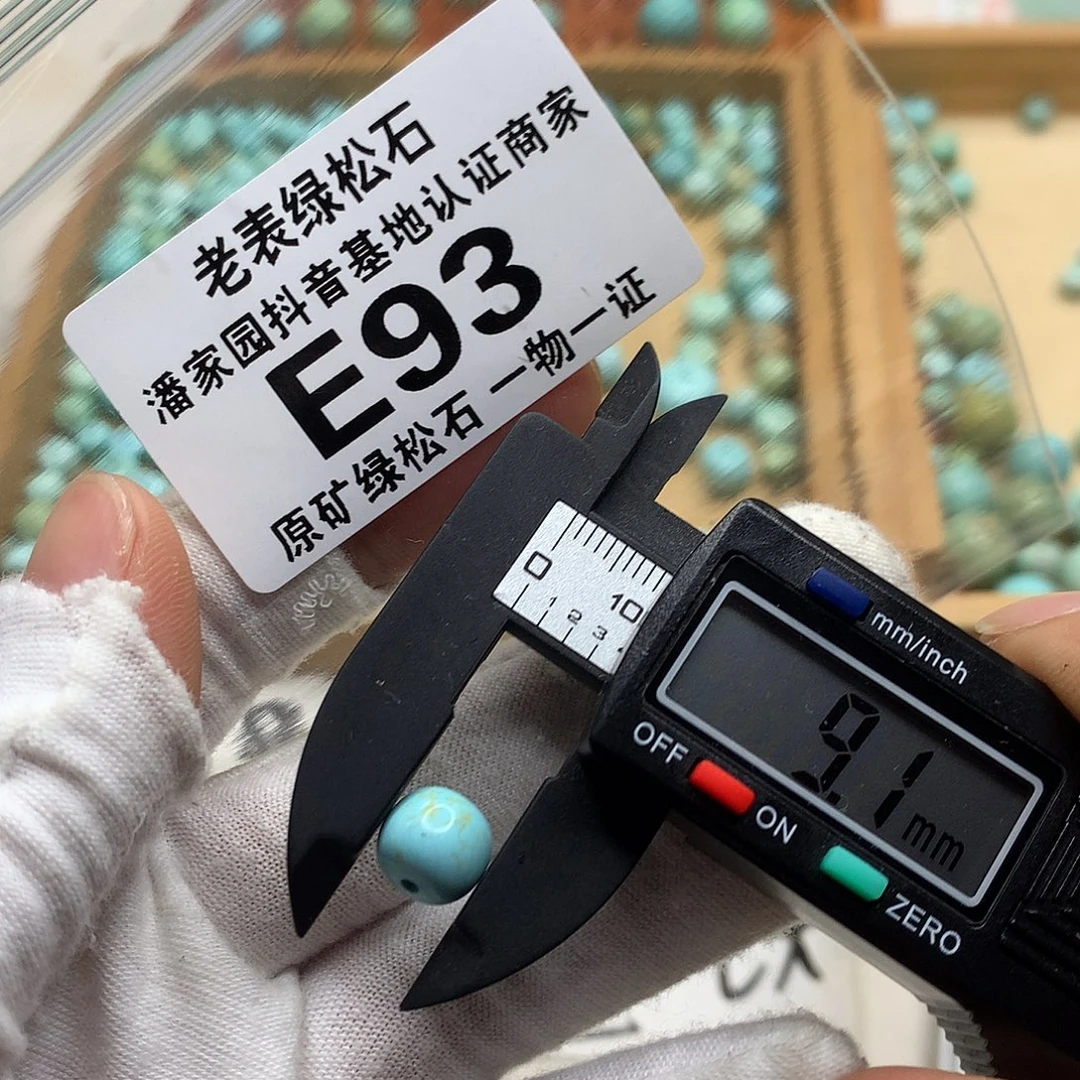 老表绿松石
潘家园抖音基地认证商家
E93
原矿绿松石 一物一证
0
10
1 2 3
mm/inch
OFF
ON
9.1 mm
ZERO